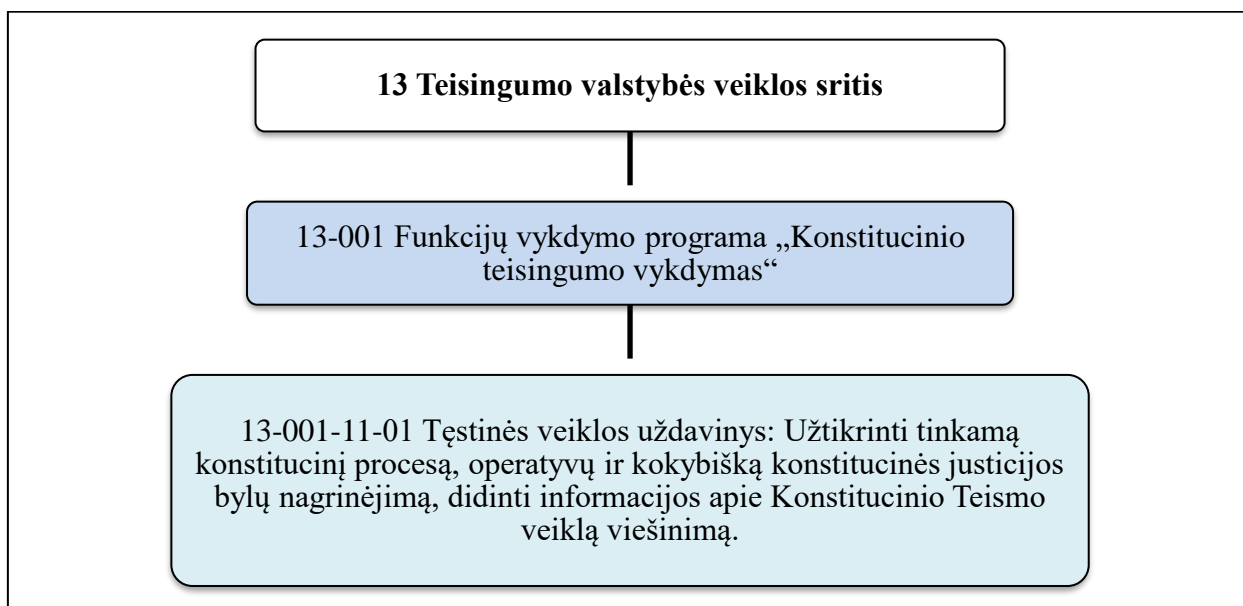 13 Teisingumo valstybės veiklos sritis
13-001 Funkcijų vykdymo programa „Konstitucinio
teisingumo vykdymas“
13-001-11-01 Tęstinės veiklos uždavinys: Užtikrinti tinkamą
konstitucinį procesą, operatyvų ir kokybišką konstitucinės justicijos
bylų nagrinėjimą, didinti informacijos apie Konstitucinio Teismo
veiklą viešinimą.